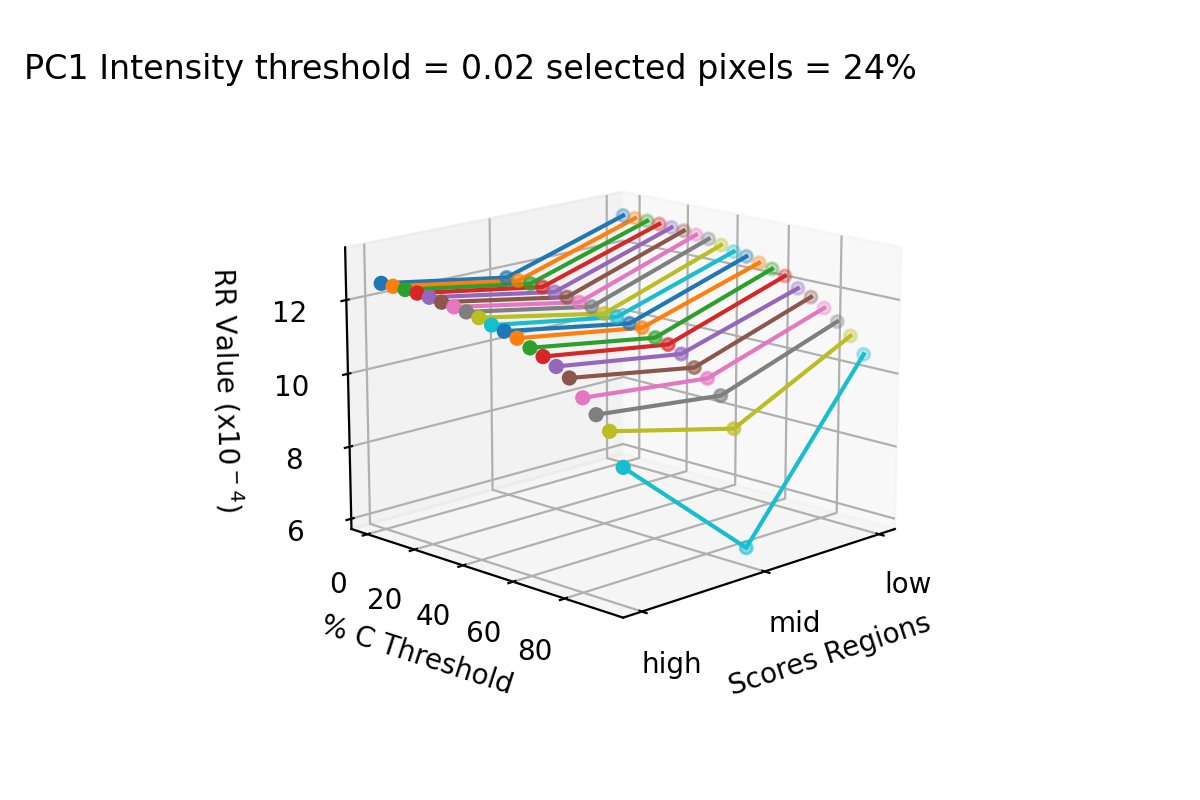 PC1 Intensity threshold = 0.02 selected pixels = 24%
RR Value (x10⁻⁴)
12
10
8
6
0
20
40
60
80
% C Threshold
high
mid
low
Scores Regions